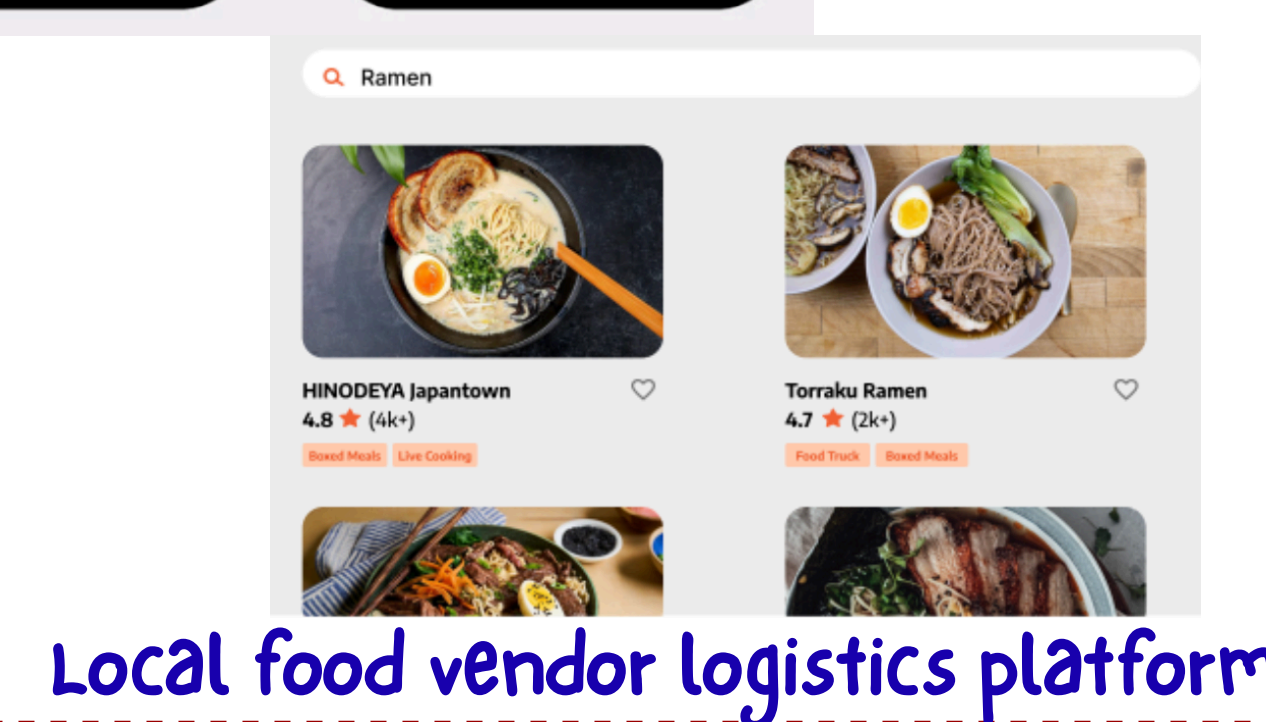 Ramen
HINODEYA Japantown
4.8 ★ (4k+)
Boxed Meals Live Cooking
Torraku Ramen
4.7 ★ (2k+)
Food Truck Boxed Meals
Local food vendor logistics platform